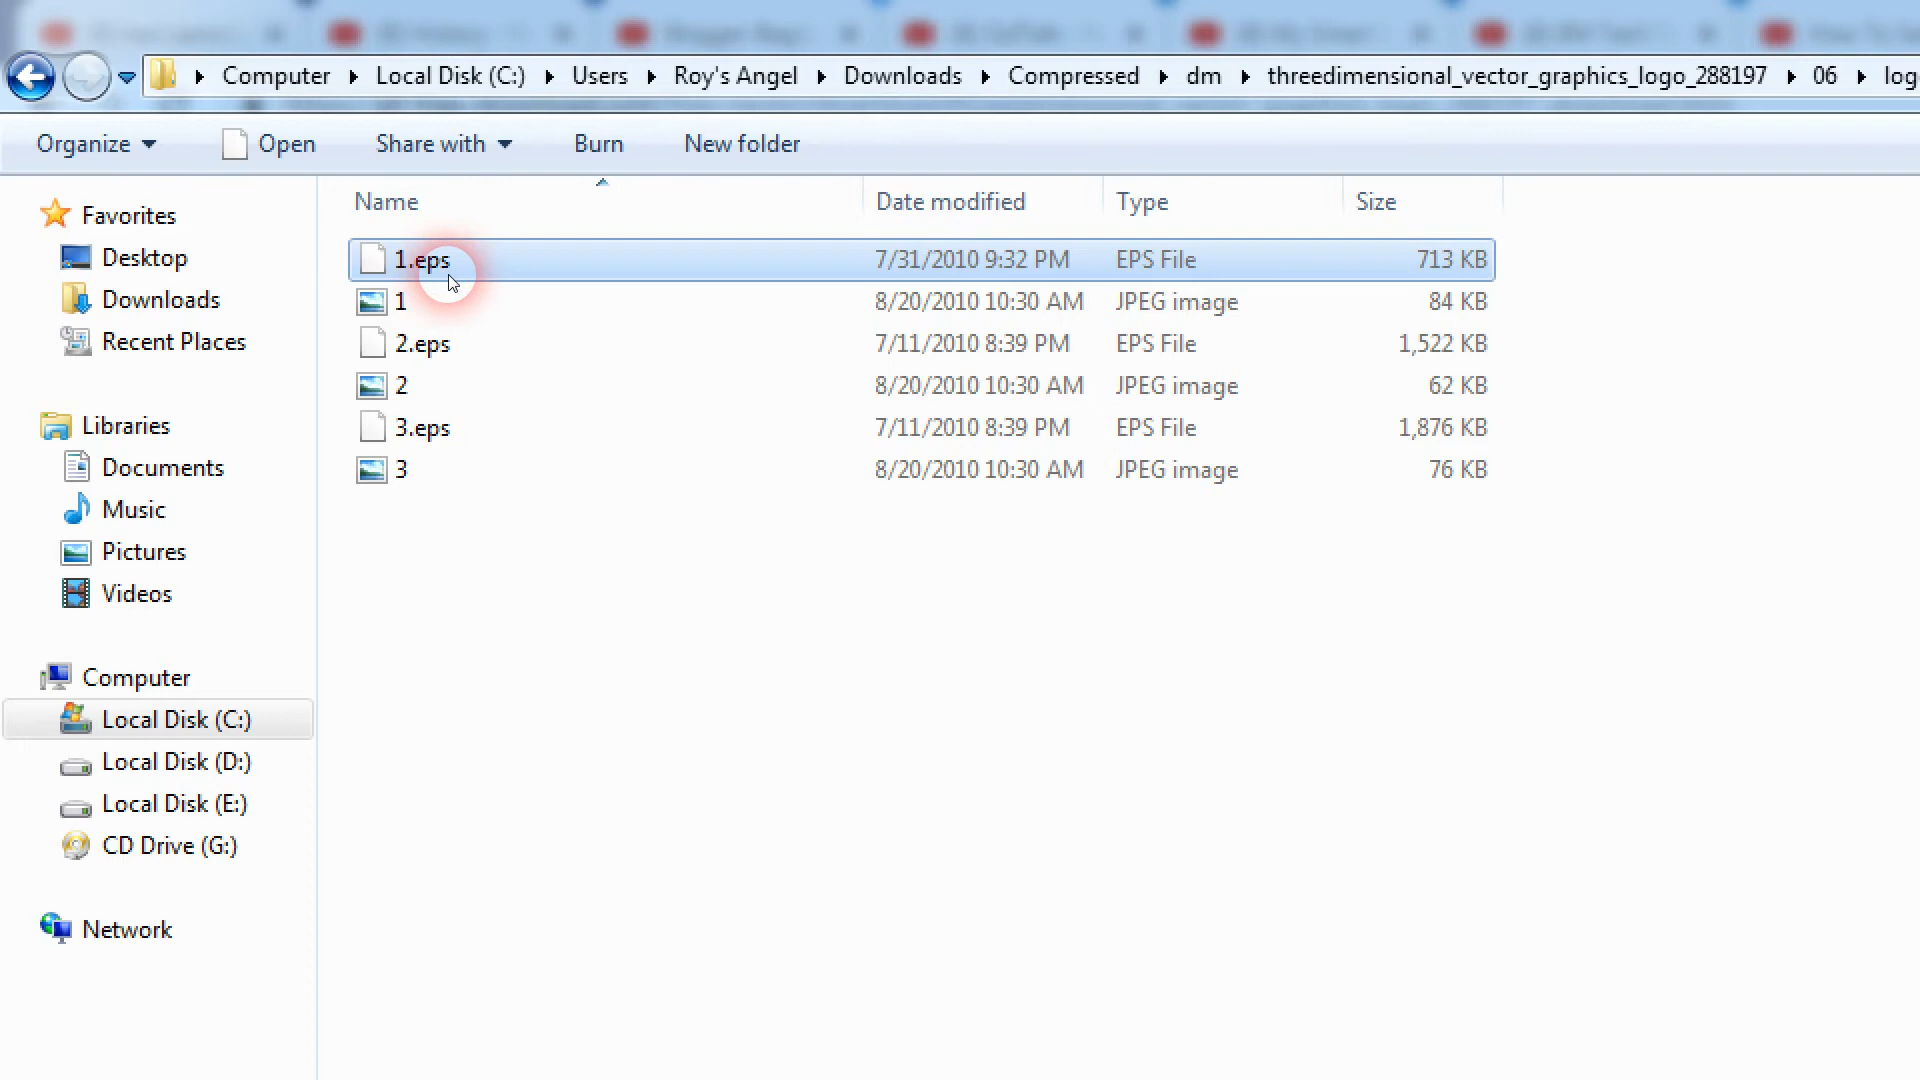 Computer Local Disk (C:) Users Roy's Angel Downloads Compressed dm threedimensional_vector_graphics_logo_288197 06 log
Organize Open Share with Burn New folder
Name Date modified Type Size
1.eps 7/31/2010 9:32 PM EPS File 713 KB
1 8/20/2010 10:30 AM JPEG image 84 KB
2.eps 7/11/2010 8:39 PM EPS File 1,522 KB
2 8/20/2010 10:30 AM JPEG image 62 KB
3.eps 7/11/2010 8:39 PM EPS File 1,876 KB
3 8/20/2010 10:30 AM JPEG image 76 KB
Favorites
Desktop
Downloads
Recent Places
Libraries
Documents
Music
Pictures
Videos
Computer
Local Disk (C:)
Local Disk (D:)
Local Disk (E:)
CD Drive (G:)
Network